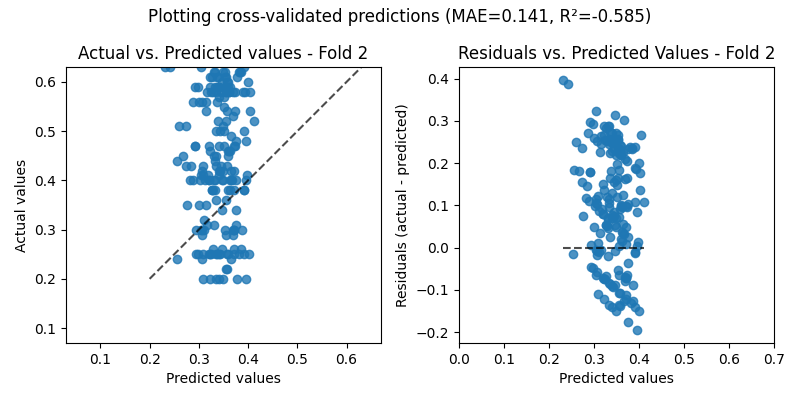 Plotting cross-validated predictions (MAE=0.141, R²=-0.585)
Actual vs. Predicted values - Fold 2
Actual values
0.6
0.5
0.4
0.3
0.2
0.1
0.1 0.2 0.3 0.4 0.5 0.6
Predicted values
Residuals vs. Predicted Values - Fold 2
Residuals (actual - predicted)
0.4
0.3
0.2
0.1
0.0
−0.1
−0.2
0.0 0.1 0.2 0.3 0.4 0.5 0.6 0.7
Predicted values